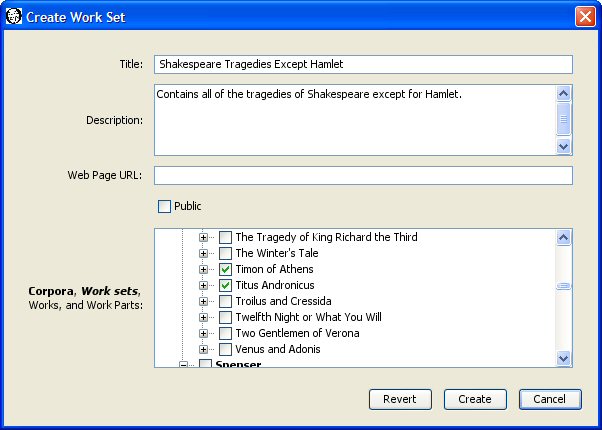 Create Work Set
Title: Shakespeare Tragedies Except Hamlet
Contains all of the tragedies of Shakespeare except for Hamlet.
Description:
Web Page URL:
Public
The Tragedy of King Richard the Third
The Winter's Tale
Timon of Athens
Titus Andronicus
Corpora, Work sets,
Works, and Work Parts:
Troilus and Cressida
Twelfth Night or What You Will
Two Gentlemen of Verona
Venus and Adonis
Spenser
Revert Create Cancel